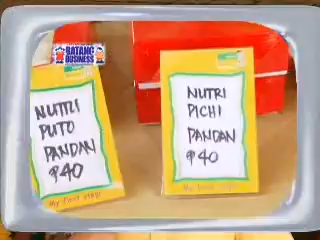 BATANG
BUSINESS
NUTRI
PUTO
PANDAN
₱40
NUTRI
PICHI
PANDAN
₱40